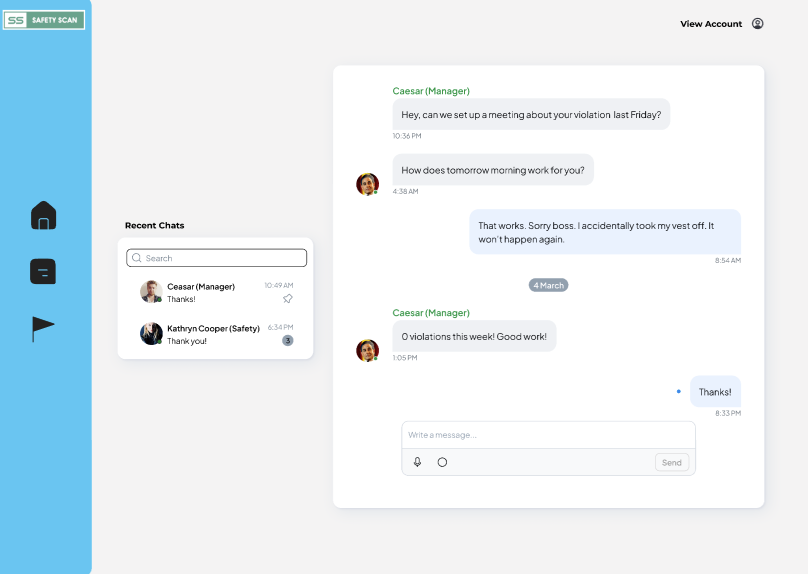 SS SAFETY SCAN
View Account
Recent Chats
Search
Ceasar (Manager) 10:49 AM
Thanks!
Kathryn Cooper (Safety) 6:34 PM
Thank you! 3
Caesar (Manager)
Hey, can we set up a meeting about your violation last Friday?
10:36 PM
How does tomorrow morning work for you?
4:38 AM
That works. Sorry boss. I accidentally took my vest off. It
won't happen again.
8:54 AM
4 March
Caesar (Manager)
0 violations this week! Good work!
1:05 PM
Thanks!
8:33 PM
Write a message...
Send